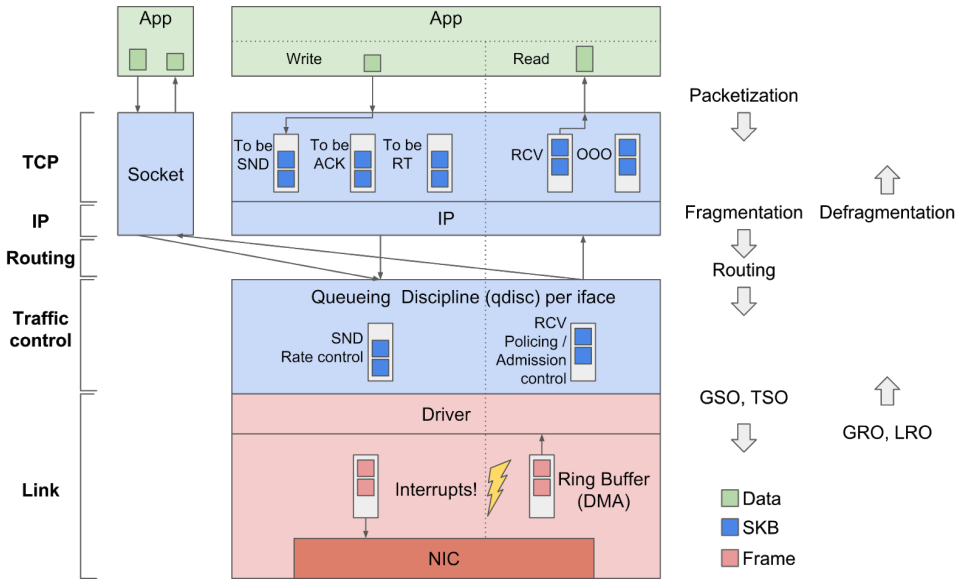 App
App
Write
Read
Packetization
TCP
Socket
To be
SND
To be
ACK
To be
RT
RCV
OOO
IP
IP
Fragmentation
Defragmentation
Routing
Routing
Traffic
control
Queueing Discipline (qdisc) per iface
SND
Rate control
RCV
Policing /
Admission
control
GSO, TSO
GRO, LRO
Driver
Link
Interrupts!
Ring Buffer
(DMA)
NIC
Data
SKB
Frame